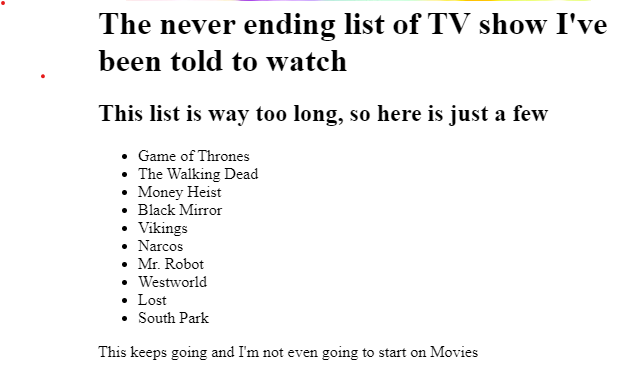 The never ending list of TV show I've
been told to watch
This list is way too long, so here is just a few
Game of Thrones
The Walking Dead
Money Heist
Black Mirror
Vikings
Narcos
Mr. Robot
Westworld
Lost
South Park
This keeps going and I'm not even going to start on Movies